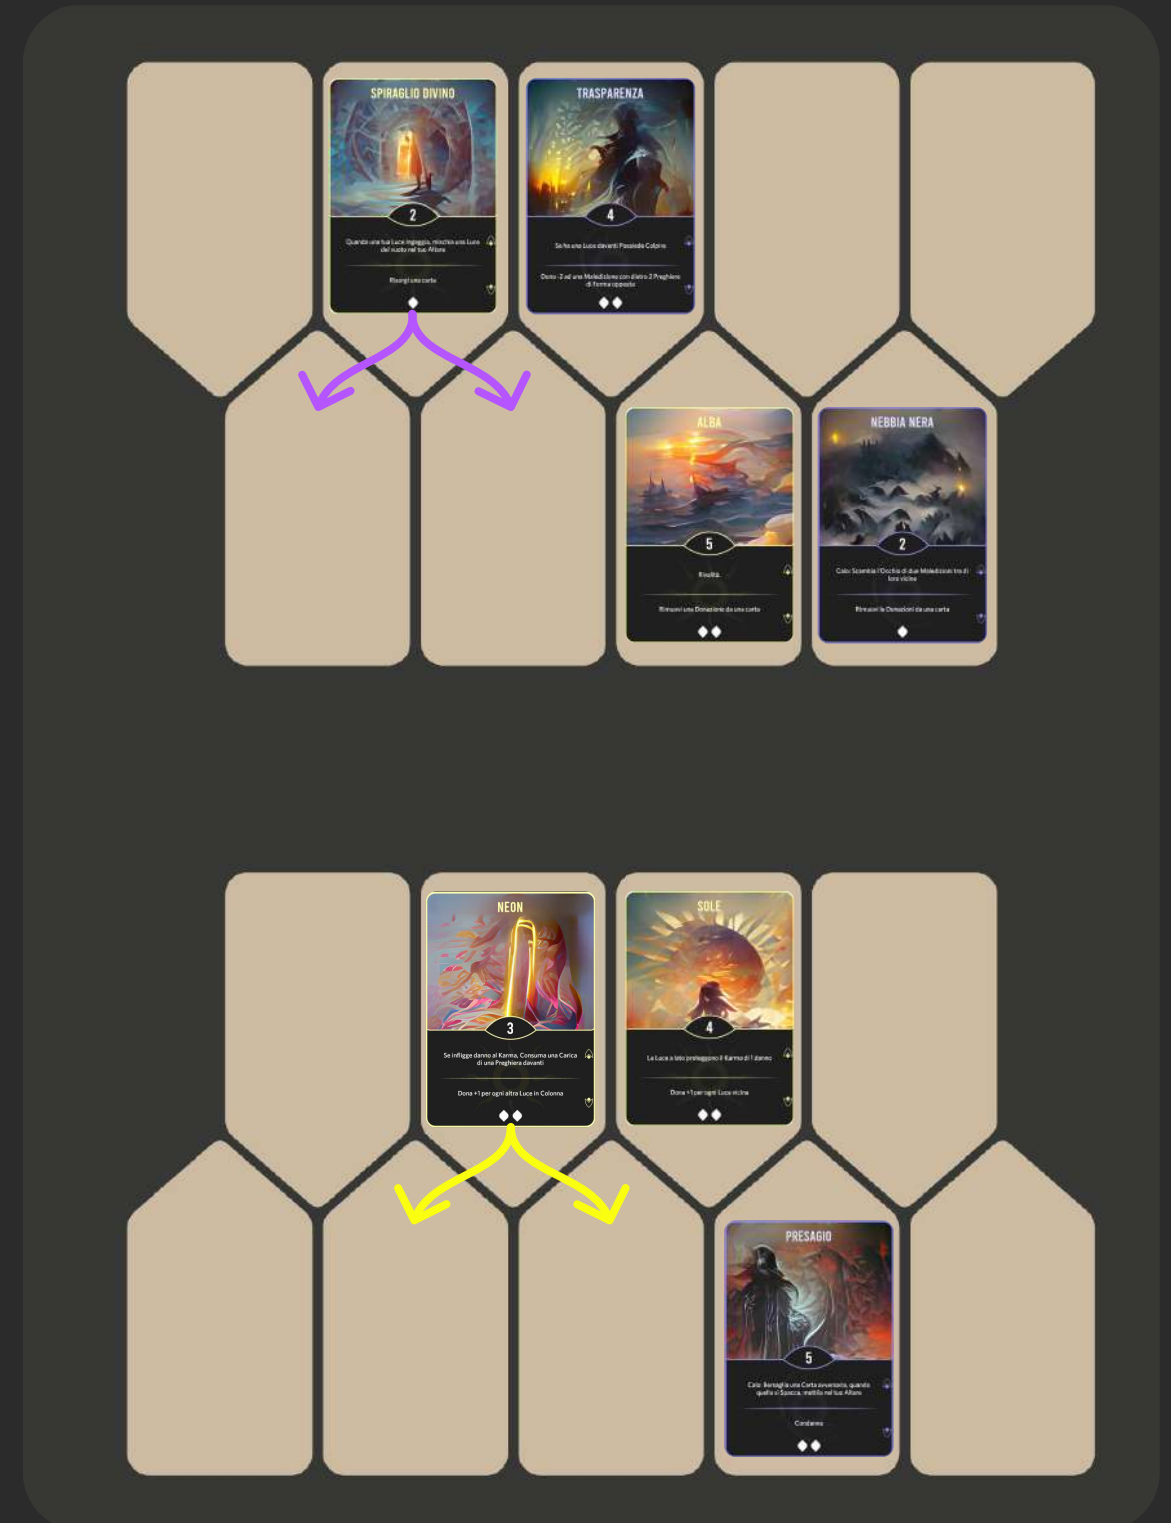 SPIRAGLIO DIVINO
2
Quando una tua Luce ingaggia, mischia una Luce
del vuoto nel tuo Altare
Risorgi una carta
TRASPARENZA
4
Se ha una Luce davanti Possiede Colpire
Dona -2 ad una Maledizione con dietro 2 Preghiere
di forma opposta
ALBA
5
Rivolta.
Rimuovi una Donazione da una carta
NEBBIA NERA
2
Calo: Scambia l'Occhio di due Maledizioni tra di
loro vicine
Rimuovi le Donazioni da una carta
NEON
3
Se infligge danno al Karma, Consuma una Carica
di una Preghiera davanti
Dona +1 per ogni altra Luce in Colonna
SOLE
4
Le Luce a lato proteggono il Karma di 1 danno
Dona +1 per ogni Luce vicina
PRESAGIO
5
Calo: Bersaglia una Carta avversaria, quando
quella si Spacca, mettila nel tuo Altare
Condanna